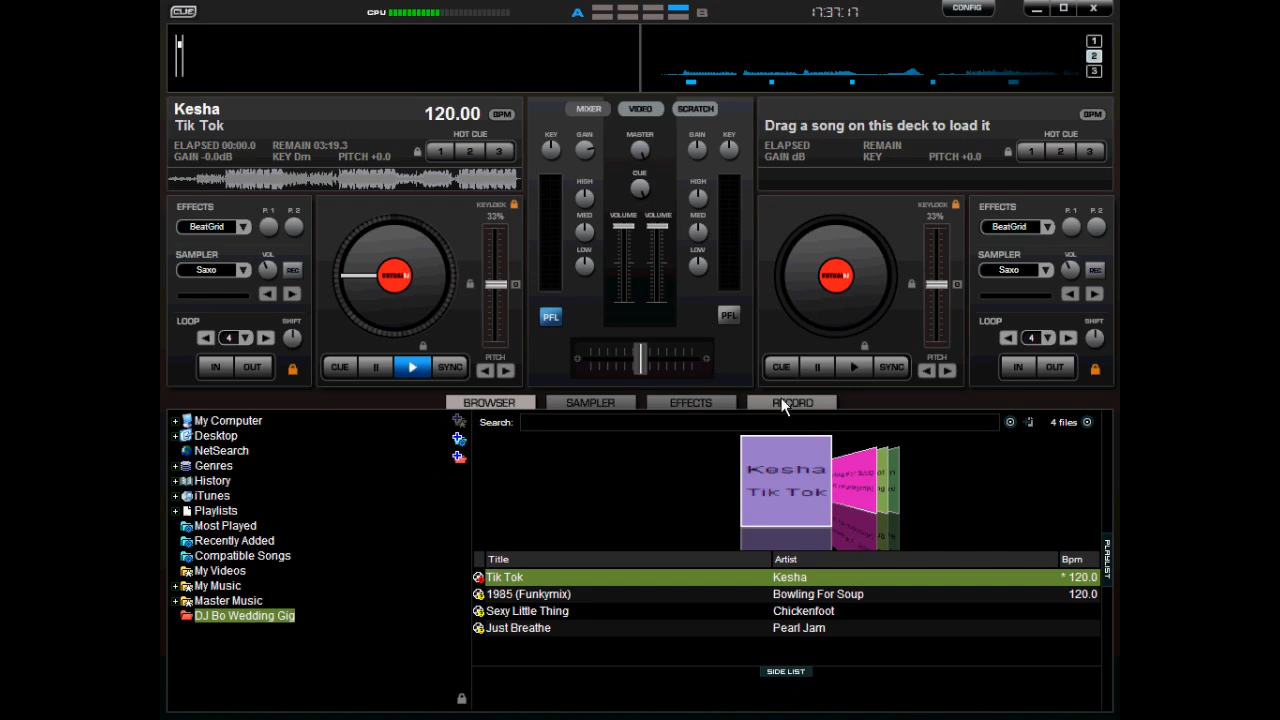 CUE
CPU
A
B
17:37:17
CONFIG
X
1
2
3
Kesha
120.00 BPM
Tik Tok
HOT CUE
ELAPSED 00:00.0 REMAIN 03:19.3
GAIN -0.0dB KEY Dm PITCH +0.0
1 2 3
MIXER VIDEO SCRATCH
KEY GAIN MASTER GAIN KEY
CUE
HIGH HIGH
MED VOLUME VOLUME MED
LOW LOW
PFL PFL
BPM
Drag a song on this deck to load it
HOT CUE
ELAPSED REMAIN
GAIN dB KEY PITCH +0.0
1 2 3
EFFECTS P. 1 P. 2
BeatGrid
SAMPLER VOL
Saxo REC
LOOP SHIFT
4
IN OUT
KEYLOCK
33%
CUE SYNC
PITCH
KEYLOCK
33%
CUE SYNC
PITCH
EFFECTS P. 1 P. 2
BeatGrid
SAMPLER VOL
Saxo REC
LOOP SHIFT
4
IN OUT
BROWSER SAMPLER EFFECTS RECORD
My Computer
Desktop
NetSearch
Genres
History
iTunes
Playlists
Most Played
Recently Added
Compatible Songs
My Videos
My Music
Master Music
DJ Bo Wedding Gig
Search: 4 files
Kesha
Tik Tok
Title Artist Bpm
Tik Tok Kesha * 120.0
1985 (Funkymix) Bowling For Soup 120.0
Sexy Little Thing Chickenfoot
Just Breathe Pearl Jam
SIDE LIST
PLAYLIST